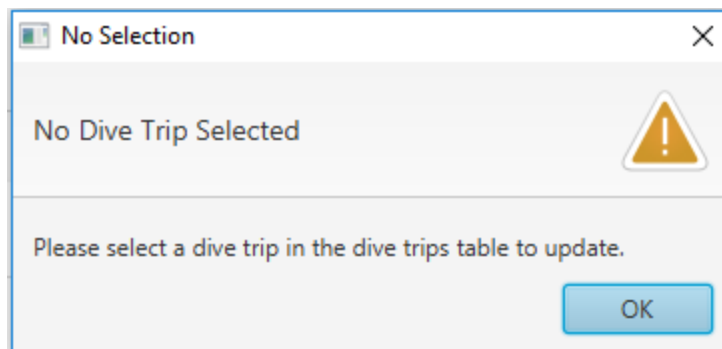 No Selection
No Dive Trip Selected
Please select a dive trip in the dive trips table to update.
OK